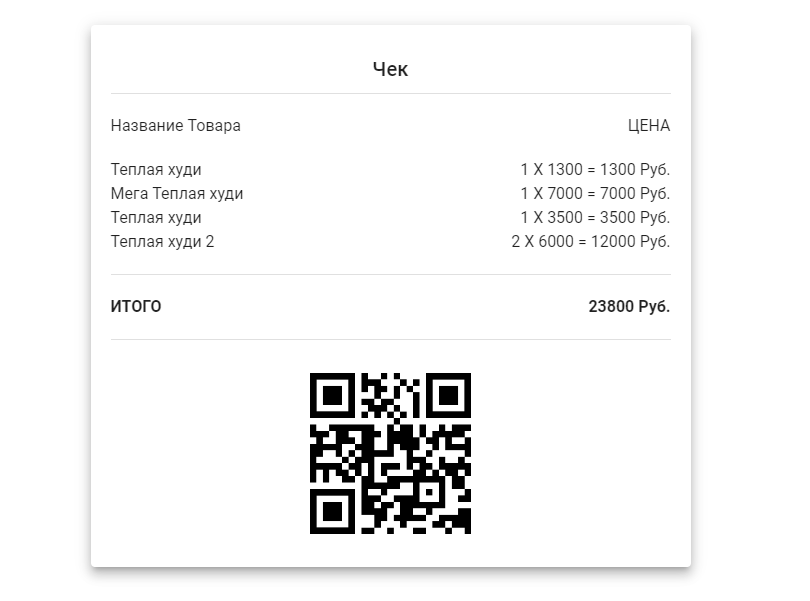 Чек
Название Товара ЦЕНА
Теплая худи 1 X 1300 = 1300 Руб.
Мега Теплая худи 1 X 7000 = 7000 Руб.
Теплая худи 1 X 3500 = 3500 Руб.
Теплая худи 2 2 X 6000 = 12000 Руб.
ИТОГО 23800 Руб.